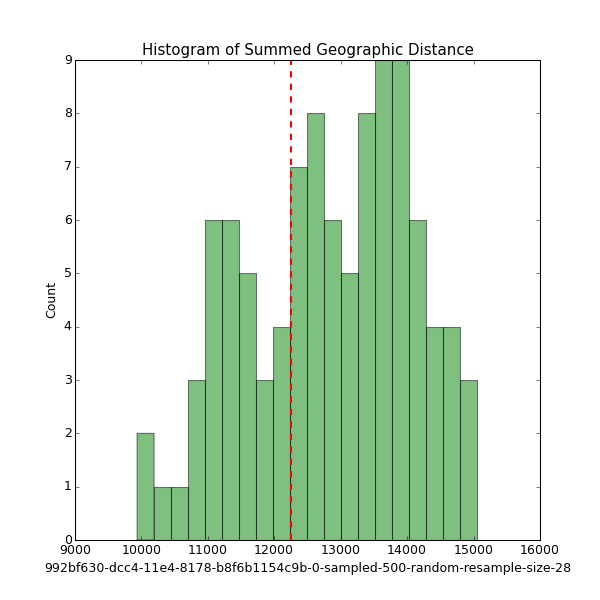 Histogram of Summed Geographic Distance
9
8
7
6
5
4
3
2
1
0
Count
9000 10000 11000 12000 13000 14000 15000 16000
992bf630-dcc4-11e4-8178-b8f6b1154c9b-0-sampled-500-random-resample-size-28